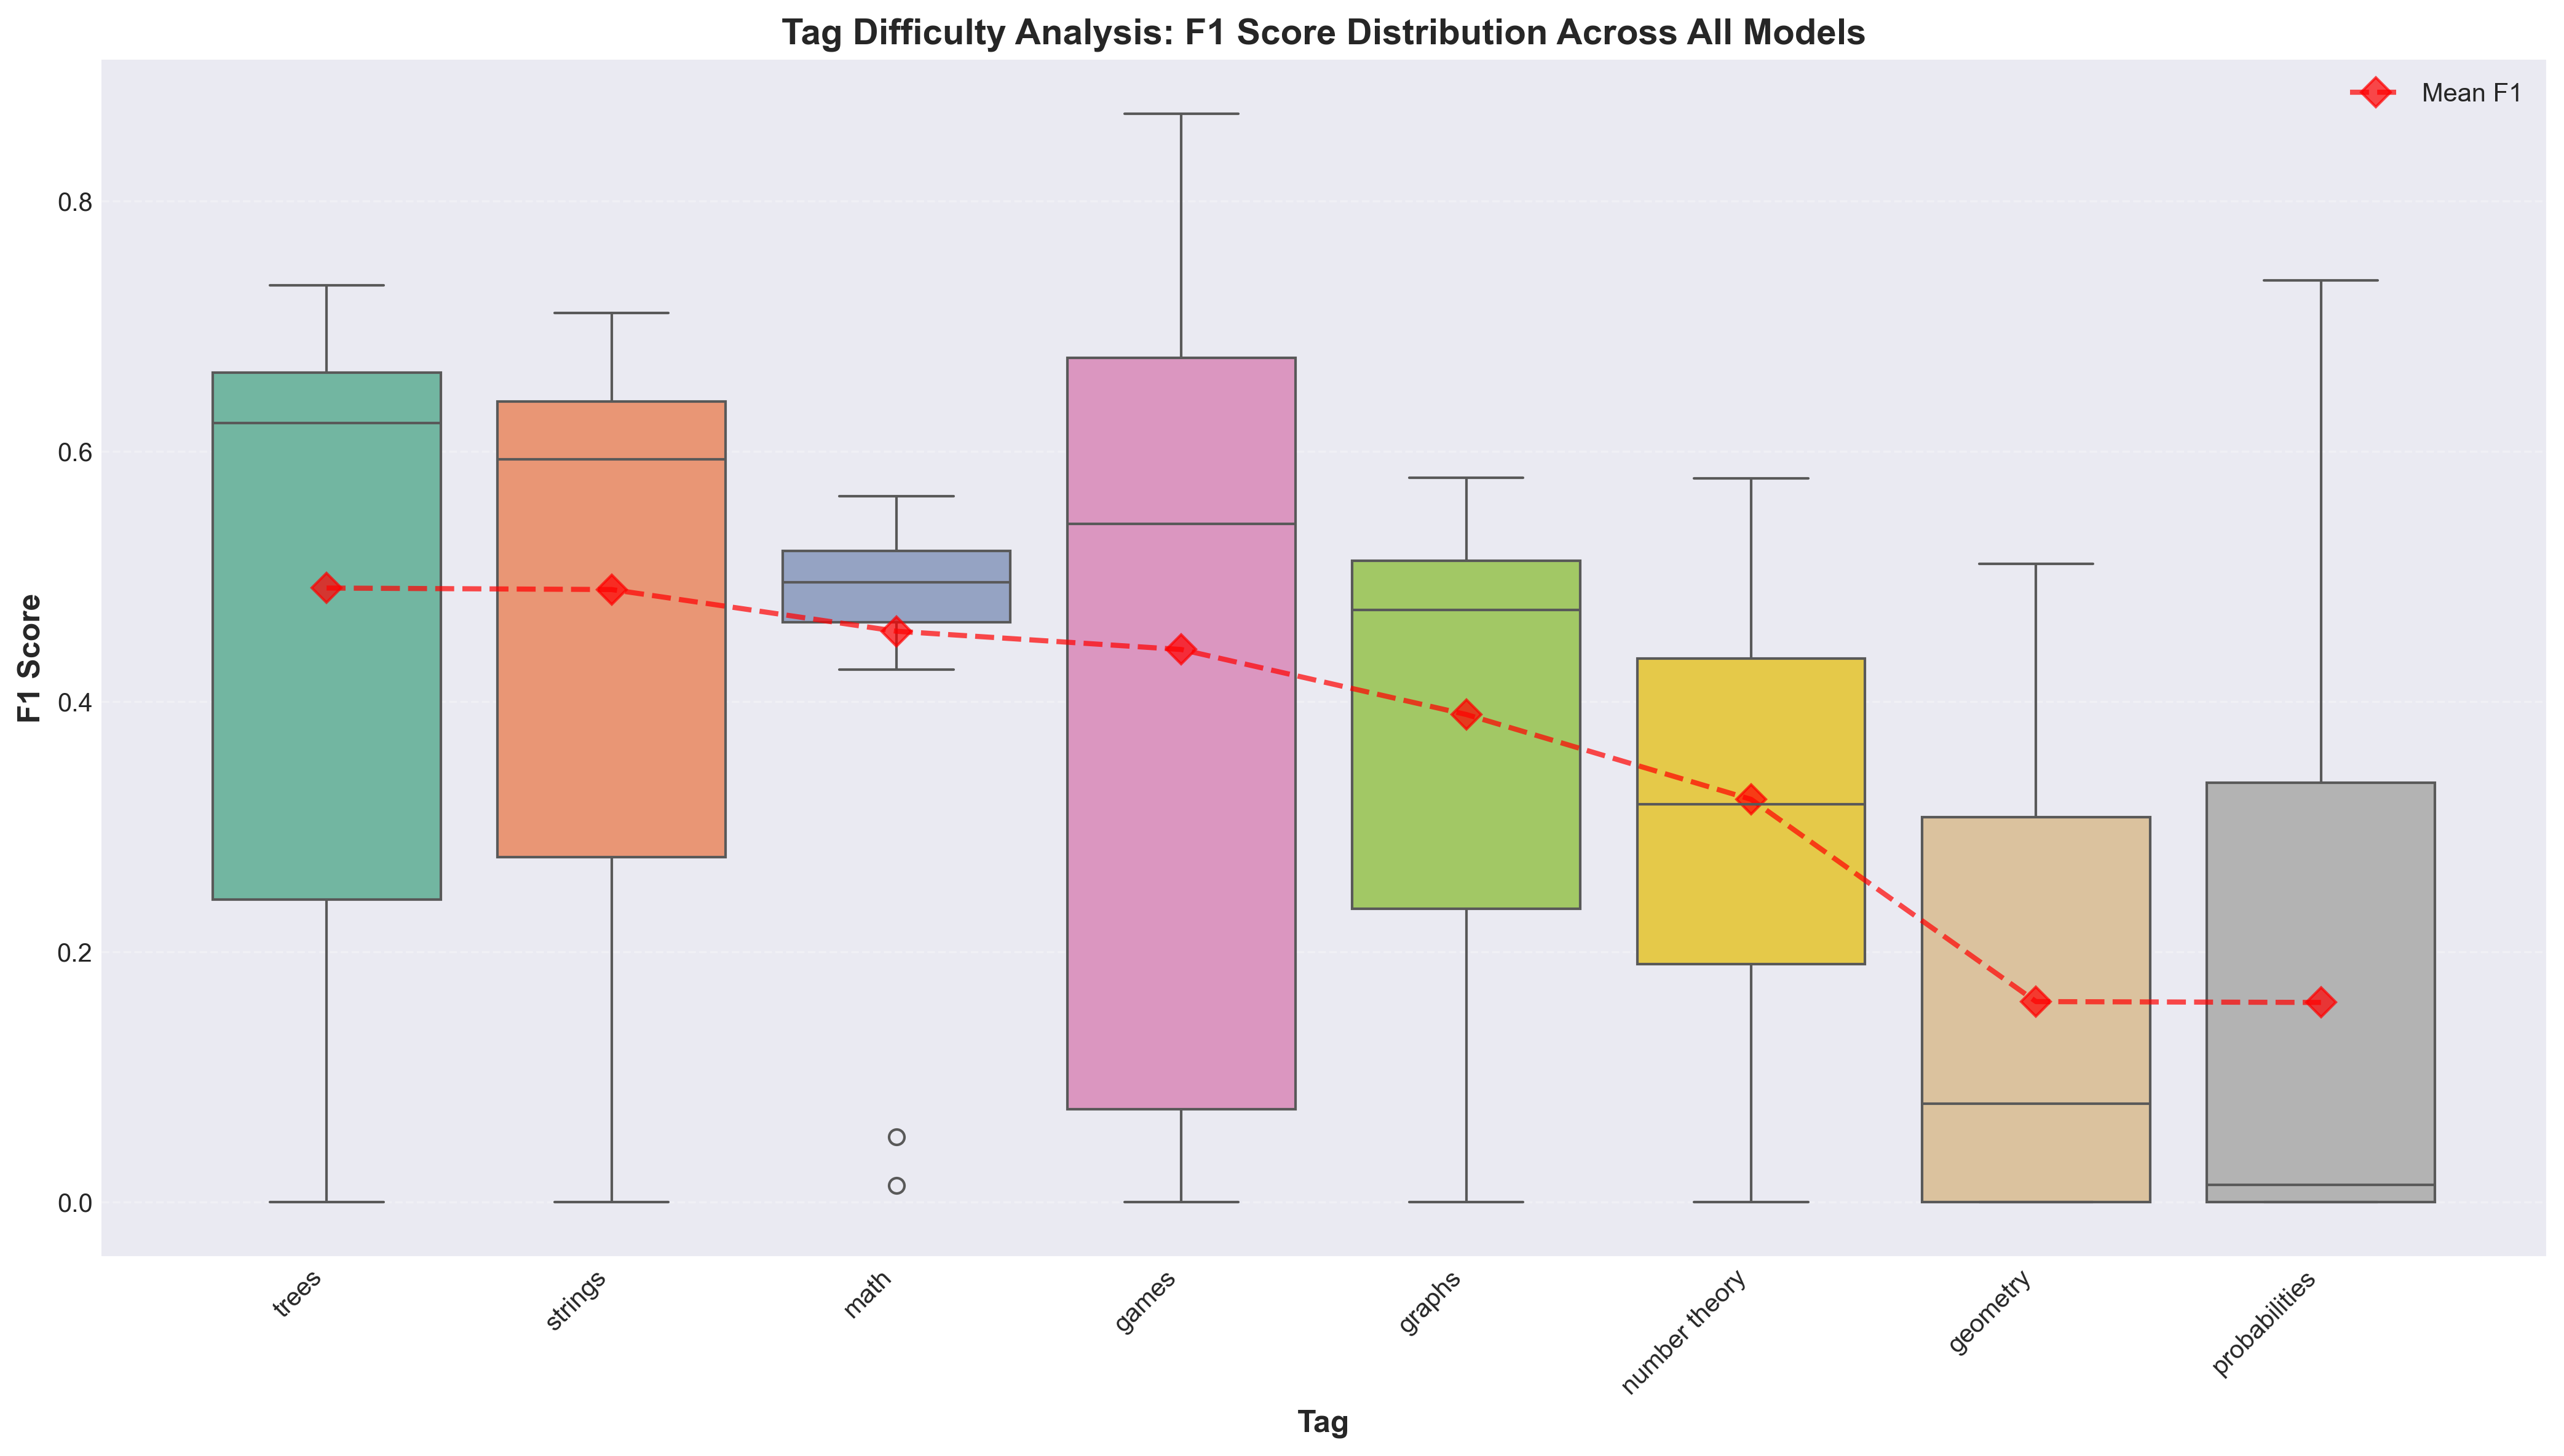 Tag Difficulty Analysis: F1 Score Distribution Across All Models
Mean F1
F1 Score
0.8
0.6
0.4
0.2
0.0
trees
strings
math
games
graphs
number theory
geometry
probabilities
Tag